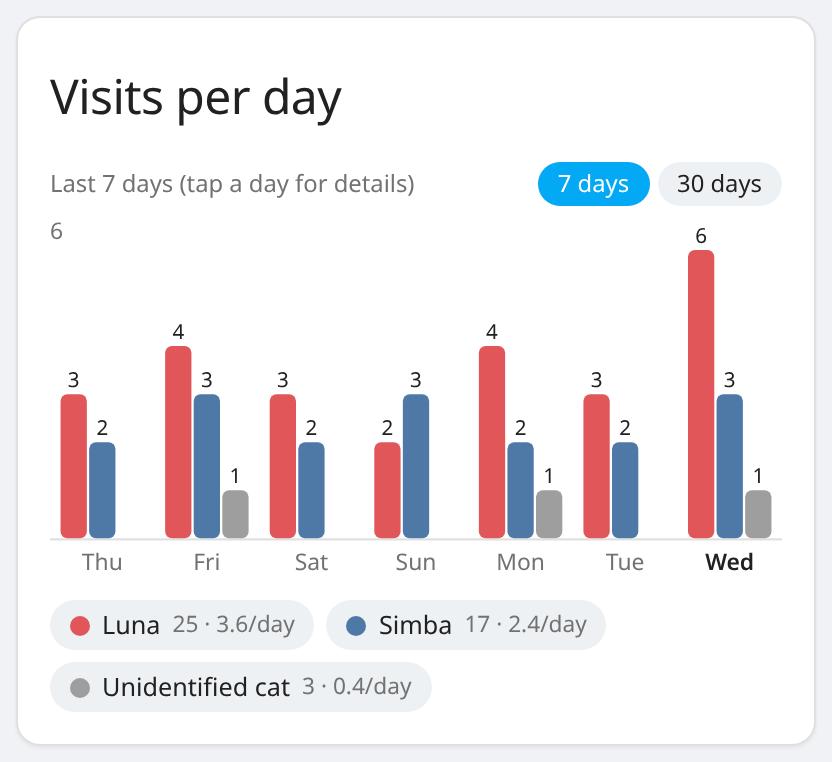 Visits per day
Last 7 days (tap a day for details)
7 days
30 days
6
3
2
4
3
1
3
2
2
3
4
2
1
3
2
6
3
1
Thu
Fri
Sat
Sun
Mon
Tue
Wed
Luna 25 · 3.6/day
Simba 17 · 2.4/day
Unidentified cat 3 · 0.4/day